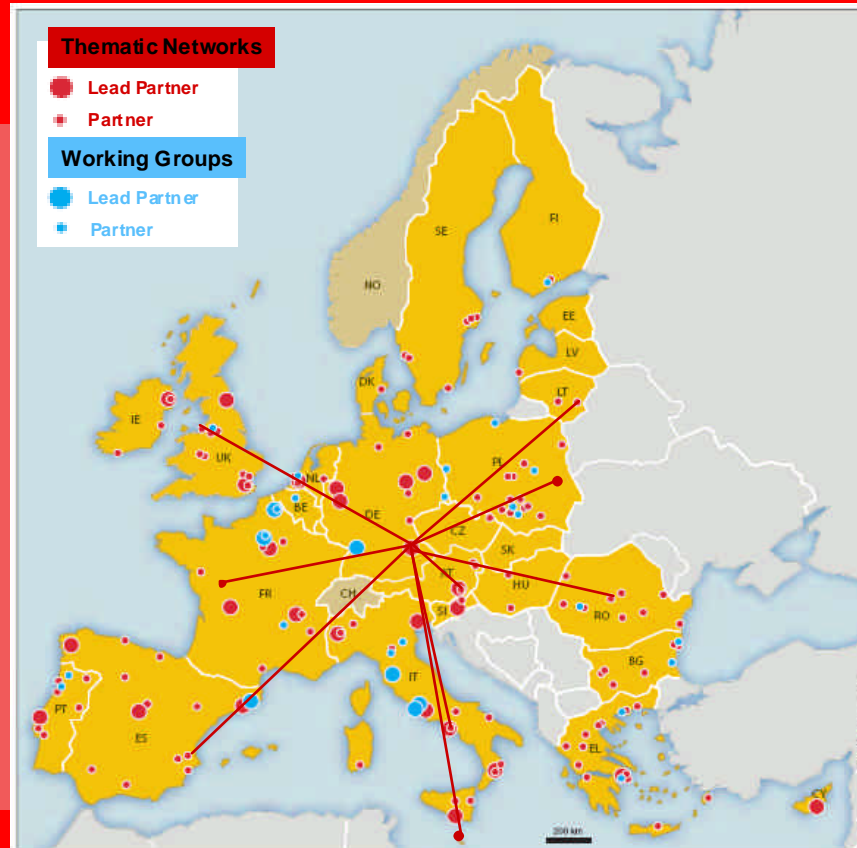 Thematic Networks
Lead Partner
Partner
Working Groups
Lead Partner
Partner
FI
SE
NO
EE
LV
DK
LT
IE
UK
NL
PL
BE
DE
CZ
SK
FR
CH
AT
HU
SI
RO
IT
BG
PT
ES
EL
CY
200 km